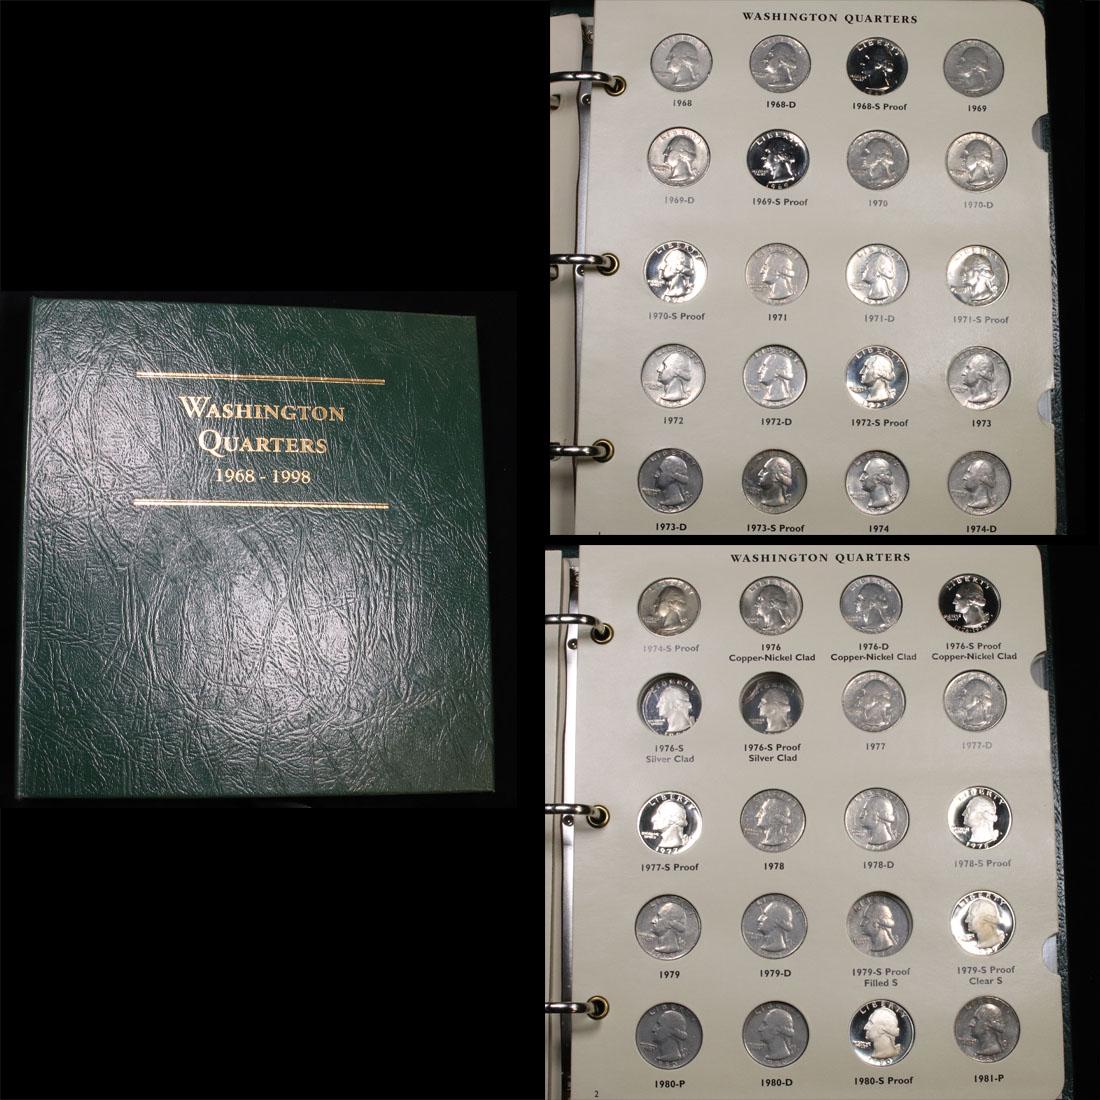 WASHINGTON
QUARTERS
1968 - 1998
WASHINGTON QUARTERS
1968 1968-D 1968-S Proof 1969
1969-D 1969-S Proof 1970 1970-D
1970-S Proof 1971 1971-D 1971-S Proof
1972 1972-D 1972-S Proof 1973
1973-D 1973-S Proof 1974 1974-D
1
WASHINGTON QUARTERS
1974-S Proof 1976 1976-D 1976-S Proof
Copper-Nickel Clad Copper-Nickel Clad Copper-Nickel Clad
1976-S 1976-S Proof 1977 1977-D
Silver Clad Silver Clad
1977-S Proof 1978 1978-D 1978-S Proof
1979 1979-D 1979-S Proof 1979-S Proof
Filled S Clear S
1980-P 1980-D 1980-S Proof 1981-P
2